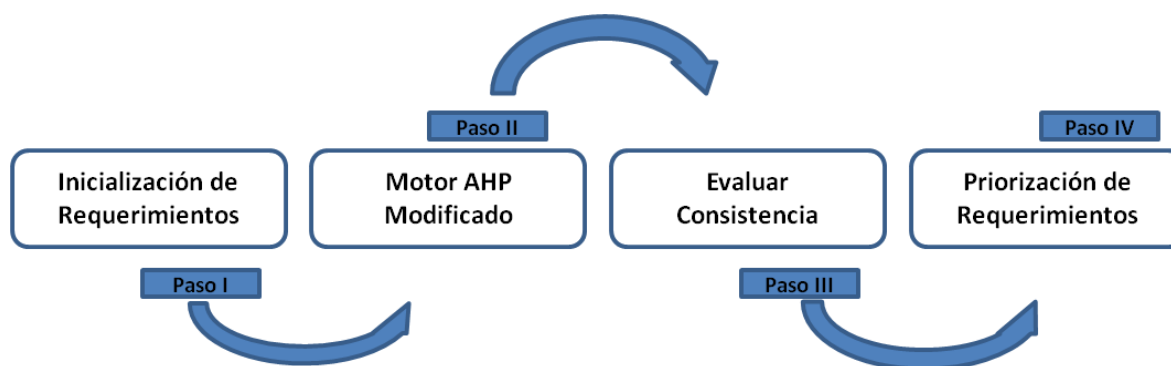 Paso II
Paso IV
Inicialización de
Requerimientos
Motor AHP
Modificado
Evaluar
Consistencia
Priorización de
Requerimientos
Paso I
Paso III